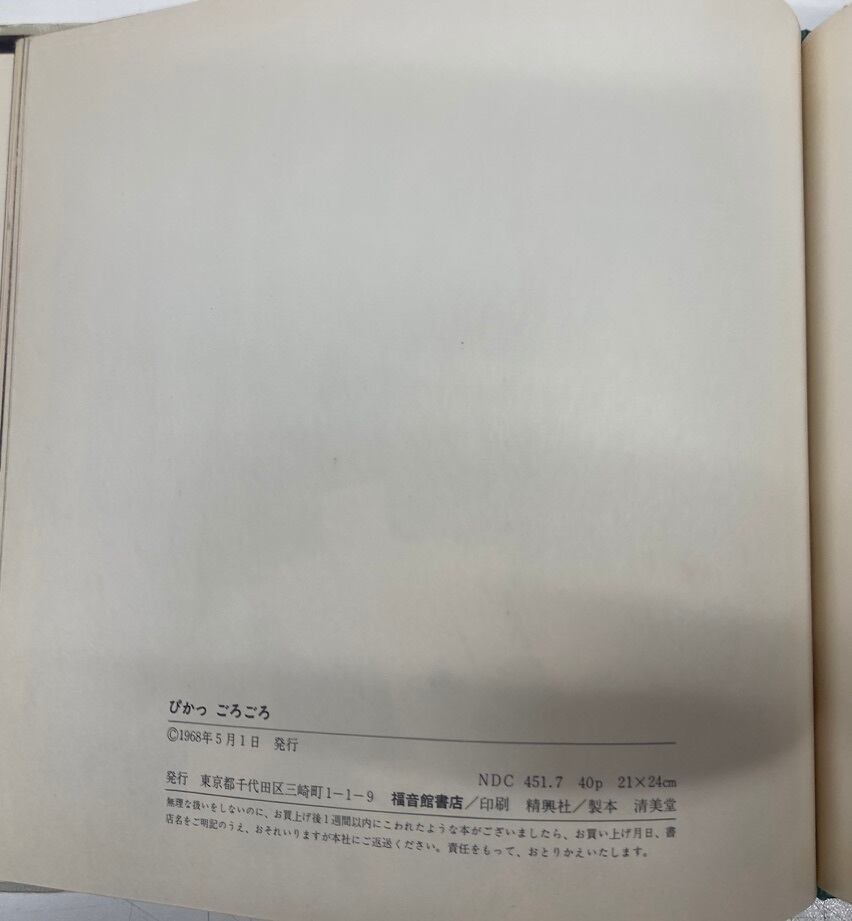 ぴかっ ごろごろ
©1968年5月1日 発行
NDC 451.7 40p 21×24cm
発行 東京都千代田区三崎町1-1-9 福音館書店/印刷 精興社/製本 清美堂
無理な扱いをしないのに、お買上げ後1週間以内にこわれたような本がございましたら、お買い上げ月日、書
店名をご明記のうえ、おそれいりますが本社にご返送ください。責任をもって、おとりかえいたします。